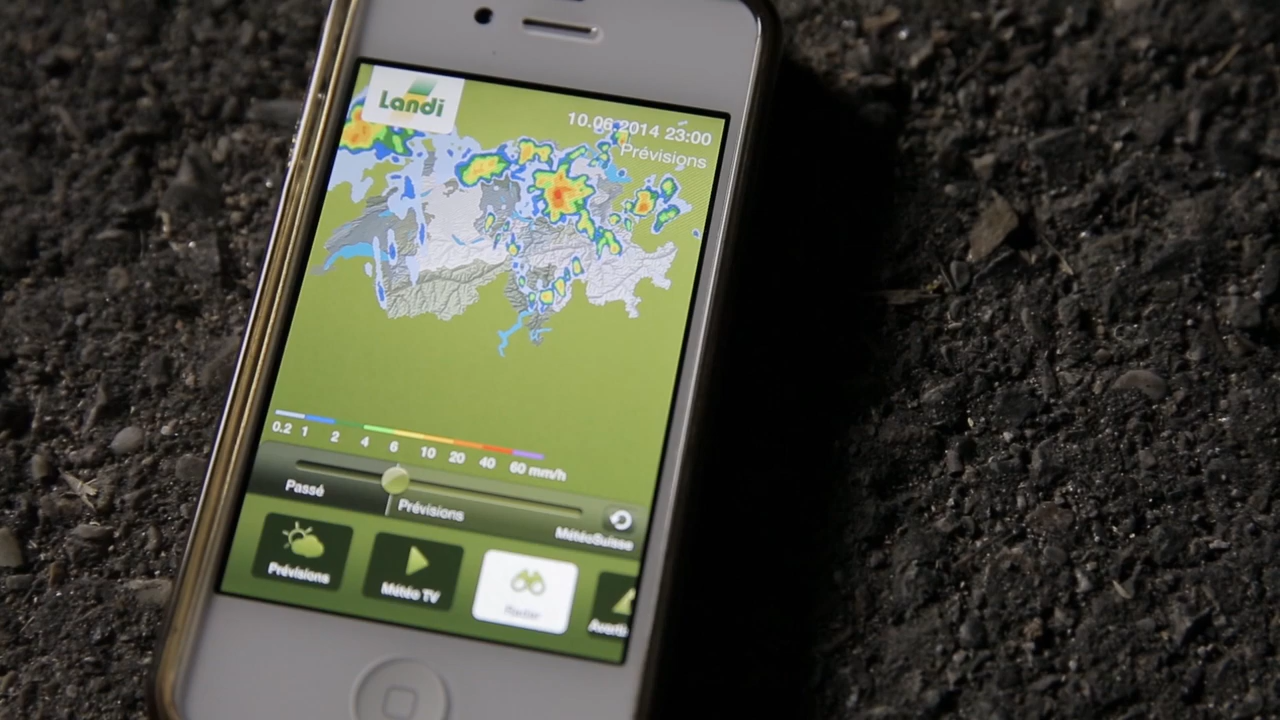 Landi
10.06.2014 23:00
Prévisions
0.2 1 2 4 6 10 20 40 60 mm/h
Passé
Prévisions
MétéoSuisse
Prévisions
Météo TV
Radar